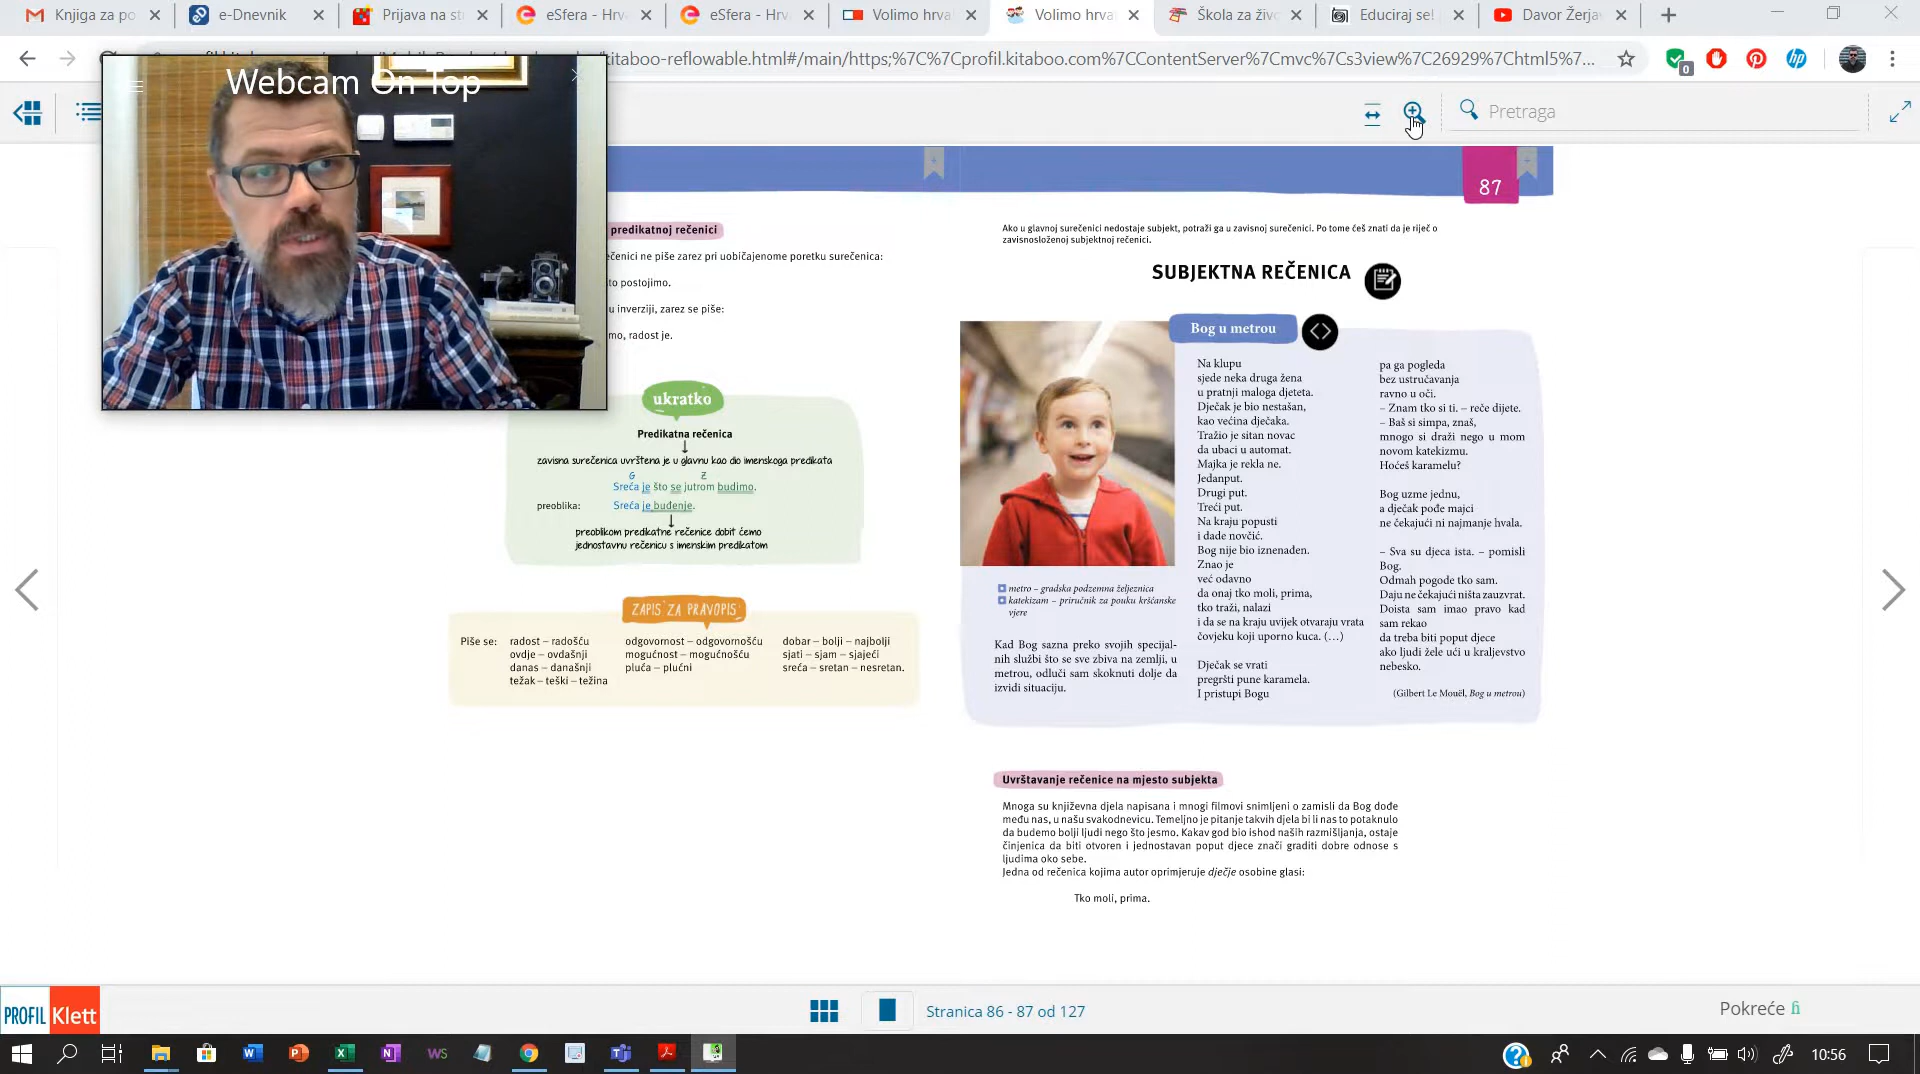 Knjiga za po
e-Dnevnik
Prijava na st
eSfera - Hrv
eSfera - Hrv
Volimo hrva
Volimo hrva
Škola za živo
Educiraj se!
Davor Žerja
kitaboo-reflowable.html#/main/https;%7C%7Cprofil.kitaboo.com%7CContentServer%7Cmvc%7Cs3view%7C26929%7Chtml5%7...
0
Webcam On Top
Pretraga
87
predikatnoj rečenici
ečenici ne piše zarez pri uobičajenome poretku surečenica:
to postojimo.
u inverziji, zarez se piše:
mo, radost je.
ukratko
Predikatna rečenica
zavisna surečenica uvrštena je u glavnu kao dio imenskoga predikata
G Z
Sreća je što se jutrom budimo.
preoblika: Sreća je buđenje.
preoblikom predikatne rečenice dobit ćemo
jednostavnu rečenicu s imenskim predikatom
ZAPIS ZA PRAVOPIS
Piše se:
radost – radošću
ovdje – ovdašnji
danas – današnji
težak – teški – težina
odgovornost – odgovornošću
mogućnost – mogućnošću
pluća – plućni
dobar – bolji – najbolji
sjati – sjam – sjajeći
sreća – sretan – nesretan.
Ako u glavnoj surečenici nedostaje subjekt, potraži ga u zavisnoj surečenici. Po tome ćeš znati da je riječ o
zavisnosloženoj subjektnoj rečenici.
SUBJEKTNA REČENICA
Bog u metrou
metro – gradska podzemna željeznica
katekizam – priručnik za pouku kršćanske
vjere
Kad Bog sazna preko svojih specijal-
nih službi što se sve zbiva na zemlji, u
metrou, odluči sam skoknuti dolje da
izvidi situaciju.
Na klupu
sjede neka druga žena
u pratnji maloga djeteta.
Dječak je bio nestašan,
kao većina dječaka.
Tražio je sitan novac
da ubaci u automat.
Majka je rekla ne.
Jedanput.
Drugi put.
Treći put.
Na kraju popusti
i dade novčić.
Bog nije bio iznenađen.
Znao je
već odavno
da onaj tko moli, prima,
tko traži, nalazi
i da se na kraju uvijek otvaraju vrata
čovjeku koji uporno kuca. (…)
Dječak se vrati
pregršti pune karamela.
I pristupi Bogu
pa ga pogleda
bez ustručavanja
ravno u oči.
– Znam tko si ti. – reče dijete.
– Baš si simpa, znaš,
mnogo si draži nego u mom
novom katekizmu.
Hoćeš karamelu?
Bog uzme jednu,
a dječak pođe majci
ne čekajući ni najmanje hvala.
– Sva su djeca ista. – pomisli
Bog.
Odmah pogode tko sam.
Daju ne čekajući ništa zauzvrat.
Doista sam imao pravo kad
sam rekao
da treba biti poput djece
ako ljudi žele ući u kraljevstvo
nebesko.
(Gilbert Le Mouël, Bog u metrou)
Uvrštavanje rečenice na mjesto subjekta
Mnoga su književna djela napisana i mnogi filmovi snimljeni o zamisli da Bog dođe
među nas, u našu svakodnevicu. Temeljno je pitanje takvih djela bi li nas to potaknulo
da budemo bolji ljudi nego što jesmo. Kakav god bio ishod naših razmišljanja, ostaje
činjenica da biti otvoren i jednostavan poput djece znači graditi dobre odnose s
ljudima oko sebe.
Jedna od rečenica kojima autor oprimjeruje dječje osobine glasi:
Tko moli, prima.
PROFIL Klett
Stranica 86 - 87 od 127
Pokreće
10:56